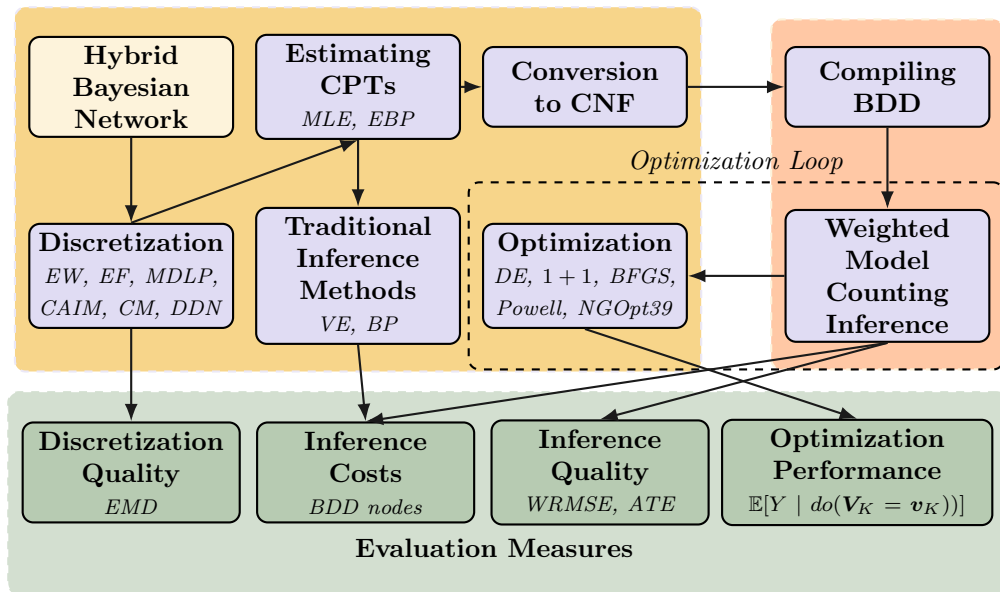 Hybrid
Bayesian
Network
Estimating
CPTs
MLE, EBP
Conversion
to CNF
Compiling
BDD
Optimization Loop
Discretization
EW, EF, MDLP,
CAIM, CM, DDN
Traditional
Inference
Methods
VE, BP
Optimization
DE, 1 + 1, BFGS,
Powell, NGOpt39
Weighted
Model
Counting
Inference
Discretization
Quality
EMD
Inference
Costs
BDD nodes
Inference
Quality
WRMSE, ATE
Optimization
Performance
𝔼[Y | do(V_K = v_K))]
Evaluation Measures